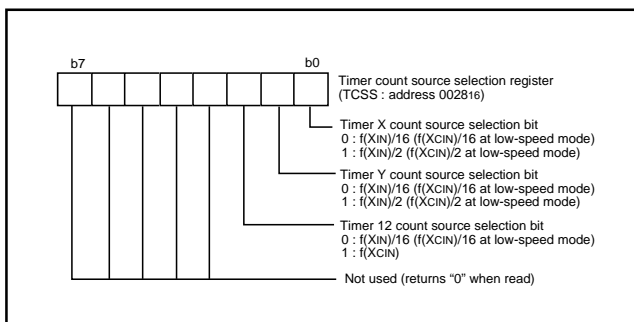 b7 b0
Timer count source selection register
(TCSS : address 002816)
Timer X count source selection bit
0 : f(XIN)/16 (f(XCIN)/16 at low-speed mode)
1 : f(XIN)/2 (f(XCIN)/2 at low-speed mode)
Timer Y count source selection bit
0 : f(XIN)/16 (f(XCIN)/16 at low-speed mode)
1 : f(XIN)/2 (f(XCIN)/2 at low-speed mode)
Timer 12 count source selection bit
0 : f(XIN)/16 (f(XCIN)/16 at low-speed mode)
1 : f(XCIN)
Not used (returns “0” when read)